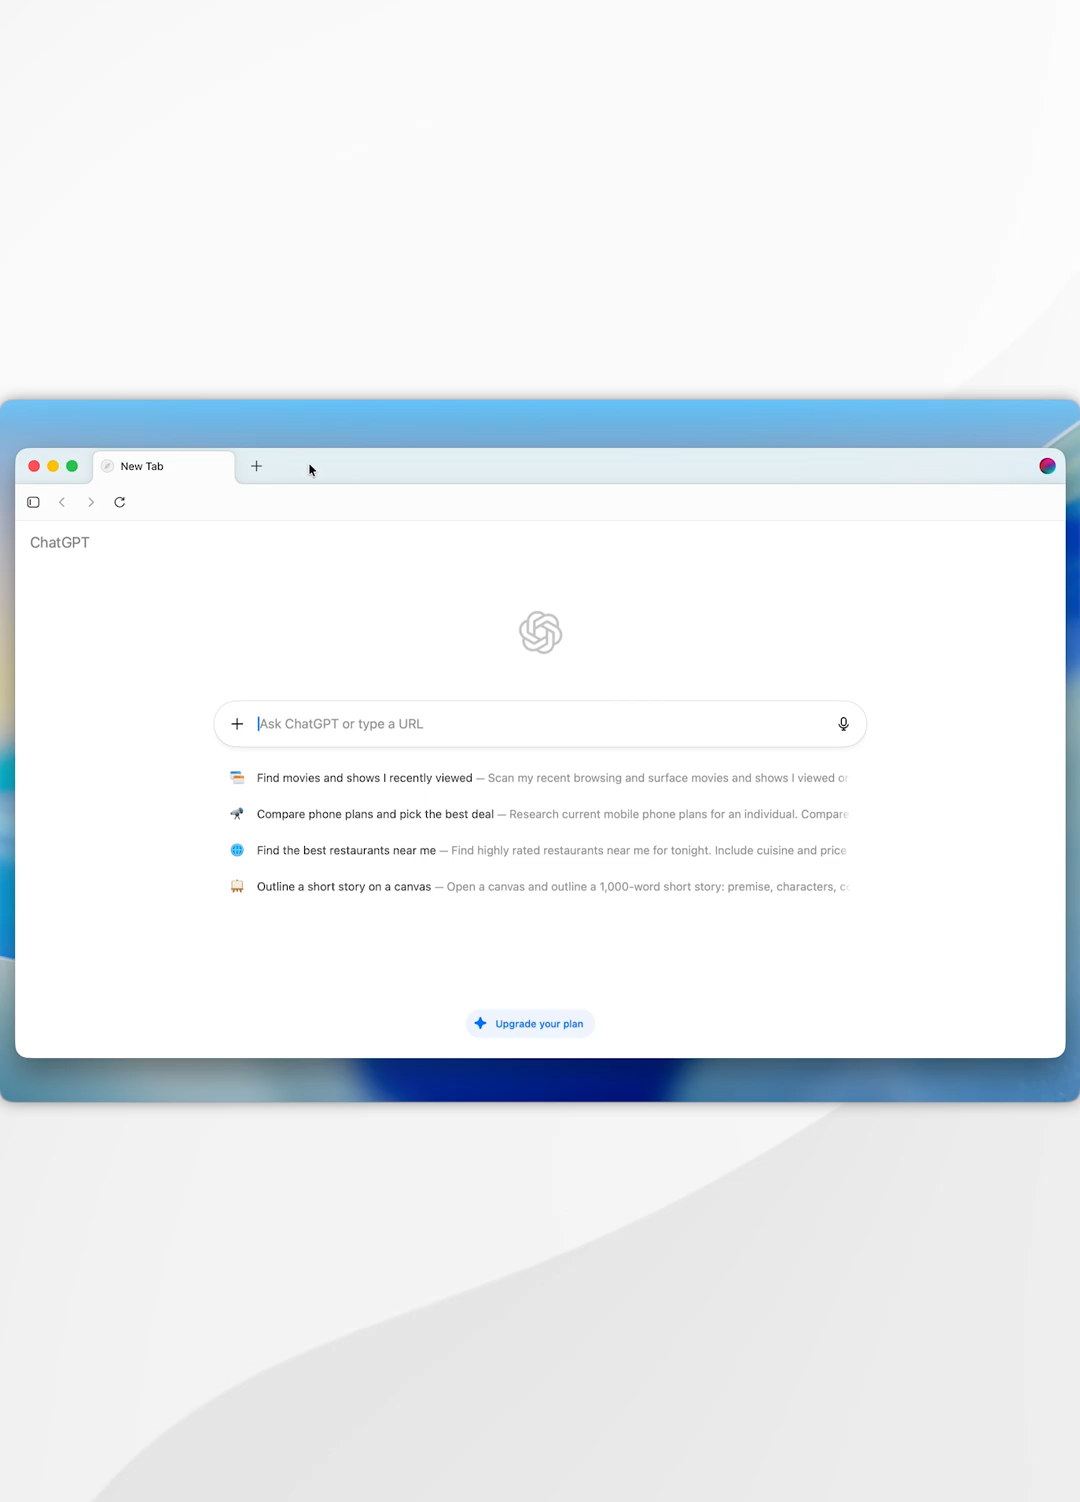 New Tab
ChatGPT
Ask ChatGPT or type a URL
Find movies and shows I recently viewed — Scan my recent browsing and surface movies and shows I viewed or
Compare phone plans and pick the best deal — Research current mobile phone plans for an individual. Compare
Find the best restaurants near me — Find highly rated restaurants near me for tonight. Include cuisine and price
Outline a short story on a canvas — Open a canvas and outline a 1,000-word short story: premise, characters,
Upgrade your plan